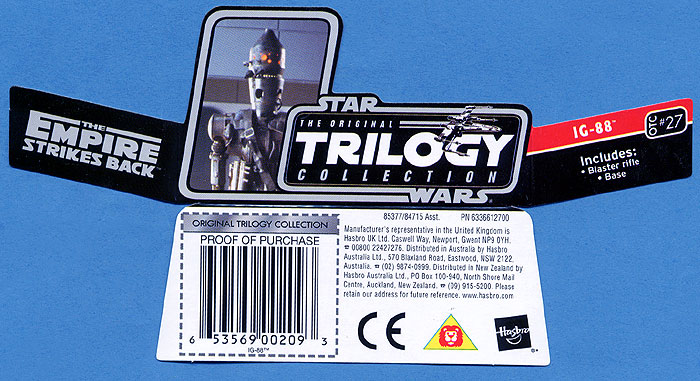 THE
EMPIRE
STRIKES BACK™
STAR
THE ORIGINAL
TRILOGY
COLLECTION
WARS
IG-88™
OTC #27
Includes:
• Blaster rifle
• Base
ORIGINAL TRILOGY COLLECTION
PROOF OF PURCHASE
6 53569 00209 3
IG-88™
85377/84715 Asst. PN 6336612700
Manufacturer's representative in the United Kingdom is
Hasbro UK Ltd. Caswell Way, Newport, Gwent NP9 0YH.
☎ 00800 22427276. Distributed in Australia by Hasbro
Australia Ltd., 570 Blaxland Road, Eastwood, NSW 2122,
Australia. ☎ (02) 9874-0999. Distributed in New Zealand by
Hasbro Australia Ltd., PO Box 100-940, North Shore Mail
Centre, Auckland, New Zealand. ☎ (09) 915-5200. Please
retain our address for future reference. www.hasbro.com
CE
Hasbro
®*